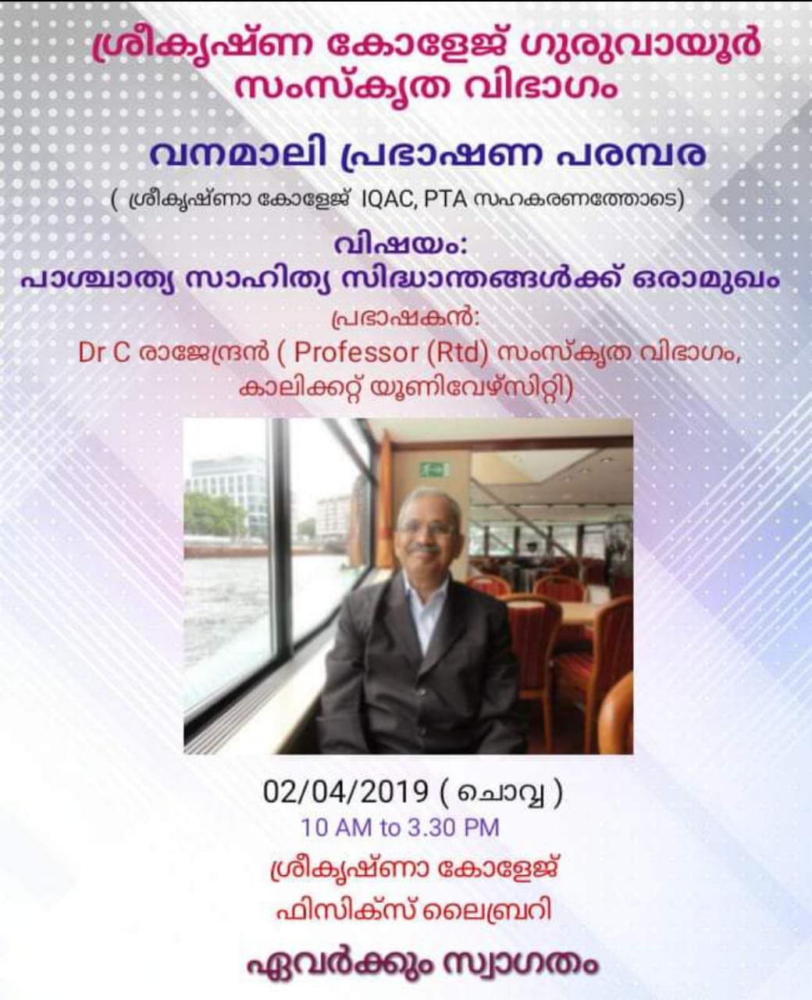 ശ്രീകൃഷ്ണ കോളേജ് ഗുരുവായൂർ
സംസ്കൃത വിഭാഗം
വനമാലി പ്രഭാഷണ പരമ്പര
( ശ്രീകൃഷ്ണാ കോളേജ് IQAC, PTA സഹകരണത്തോടെ)
വിഷയം:
പാശ്ചാത്യ സാഹിത്യ സിദ്ധാന്തങ്ങൾക്ക് ഒരാമുഖം
പ്രഭാഷകൻ:
Dr C രാജേന്ദ്രൻ ( Professor (Rtd) സംസ്കൃത വിഭാഗം,
കാലിക്കറ്റ് യൂണിവേഴ്സിറ്റി)
02/04/2019 ( ചൊവ്വ )
10 AM to 3.30 PM
ശ്രീകൃഷ്ണാ കോളേജ്
ഫിസിക്സ് ലൈബ്രറി
ഏവർക്കും സ്വാഗതം